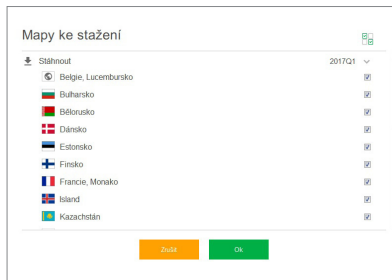 Mapy ke stažení
Stáhnout 2017Q1
Belgie, Lucembursko
Bulharsko
Bělorusko
Dánsko
Estonsko
Finsko
Francie, Monako
Island
Kazachstán
Zrušit Ok